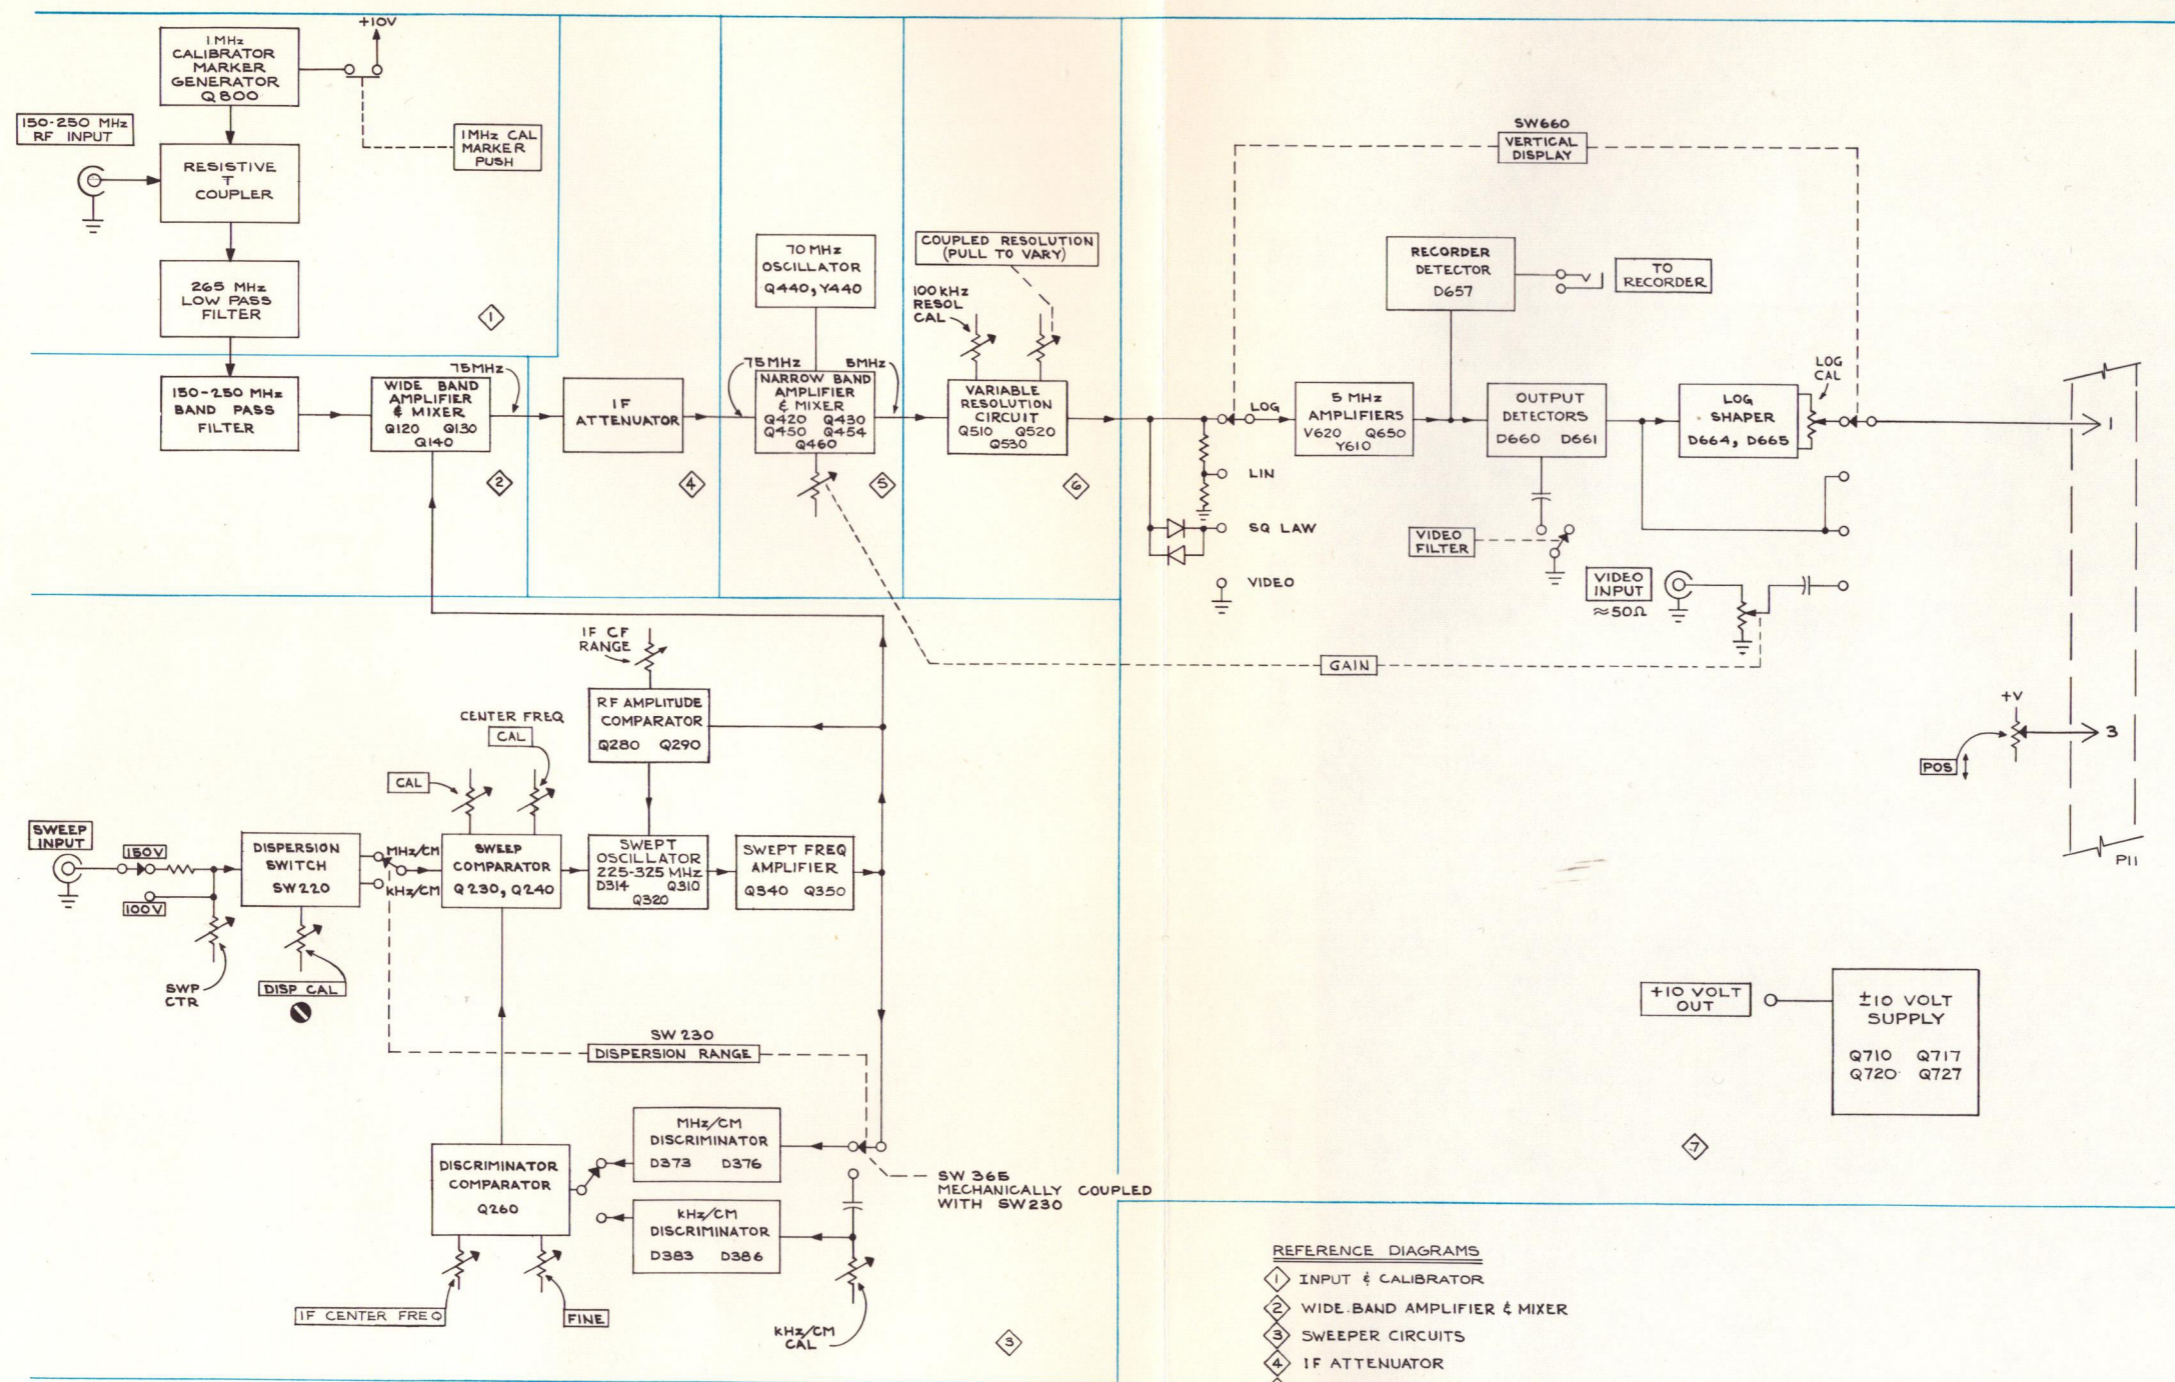 +10V
1MHz
CALIBRATOR
MARKER
GENERATOR
Q800
150-250 MHz
RF INPUT
1MHz CAL
MARKER
PUSH
RESISTIVE
T
COUPLER
265 MHz
LOW PASS
FILTER
1
150-250 MHz
BAND PASS
FILTER
WIDE BAND
AMPLIFIER
& MIXER
Q120 Q130
Q140
75MHz
2
IF
ATTENUATOR
4
70 MHz
OSCILLATOR
Q440, Y440
75MHz
NARROW BAND
AMPLIFIER
& MIXER
Q420 Q430
Q450 Q454
Q460
5MHz
5
COUPLED RESOLUTION
(PULL TO VARY)
100kHz
RESOL
CAL
VARIABLE
RESOLUTION
CIRCUIT
Q510 Q520
Q530
6
SW660
VERTICAL
DISPLAY
LOG
LIN
SQ LAW
VIDEO
5 MHz
AMPLIFIERS
V620 Q650
Y610
RECORDER
DETECTOR
D657
TO
RECORDER
OUTPUT
DETECTORS
D660 D661
VIDEO
FILTER
LOG
SHAPER
D664, D665
LOG
CAL
1
VIDEO
INPUT
≈50Ω
GAIN
+V
3
POS
P11
IF CF
RANGE
RF AMPLITUDE
COMPARATOR
Q280 Q290
CENTER FREQ
CAL
CAL
SWEEP
INPUT
150V
100V
SWP
CTR
DISPERSION
SWITCH
SW220
DISP CAL
MHz/CM
kHz/CM
SWEEP
COMPARATOR
Q230, Q240
SWEPT
OSCILLATOR
225-325 MHz
D314 Q310
Q320
SWEPT FREQ
AMPLIFIER
Q340 Q350
SW 230
DISPERSION RANGE
MHz/CM
DISCRIMINATOR
D373 D376
kHz/CM
DISCRIMINATOR
D383 D386
DISCRIMINATOR
COMPARATOR
Q260
IF CENTER FREQ
FINE
SW 365
MECHANICALLY COUPLED
WITH SW230
kHz/CM
CAL
3
+10 VOLT
OUT
±10 VOLT
SUPPLY
Q710 Q717
Q720 Q727
7
REFERENCE DIAGRAMS
1 INPUT & CALIBRATOR
2 WIDE BAND AMPLIFIER & MIXER
3 SWEEPER CIRCUITS
4 IF ATTENUATOR